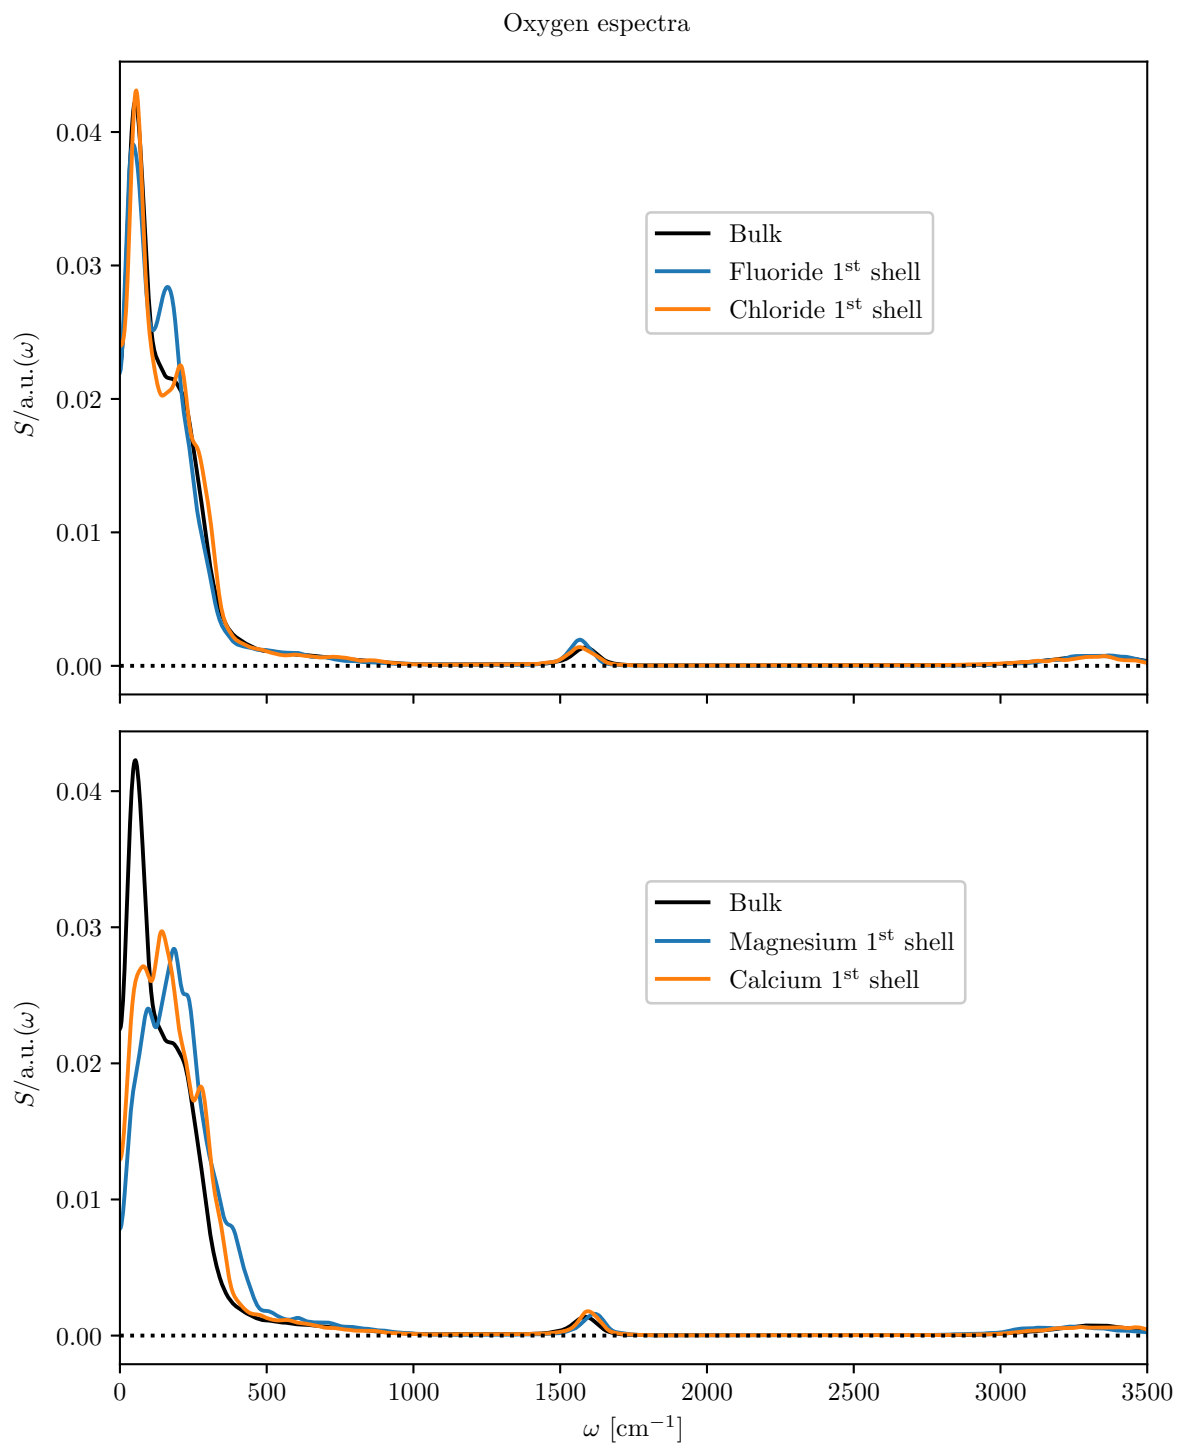 Oxygen espectra
0.04
0.03
0.02
0.01
0.00
S/a.u.(ω)
Bulk
Fluoride 1st shell
Chloride 1st shell
0.04
0.03
0.02
0.01
0.00
S/a.u.(ω)
Bulk
Magnesium 1st shell
Calcium 1st shell
0 500 1000 1500 2000 2500 3000 3500
ω [cm−1]